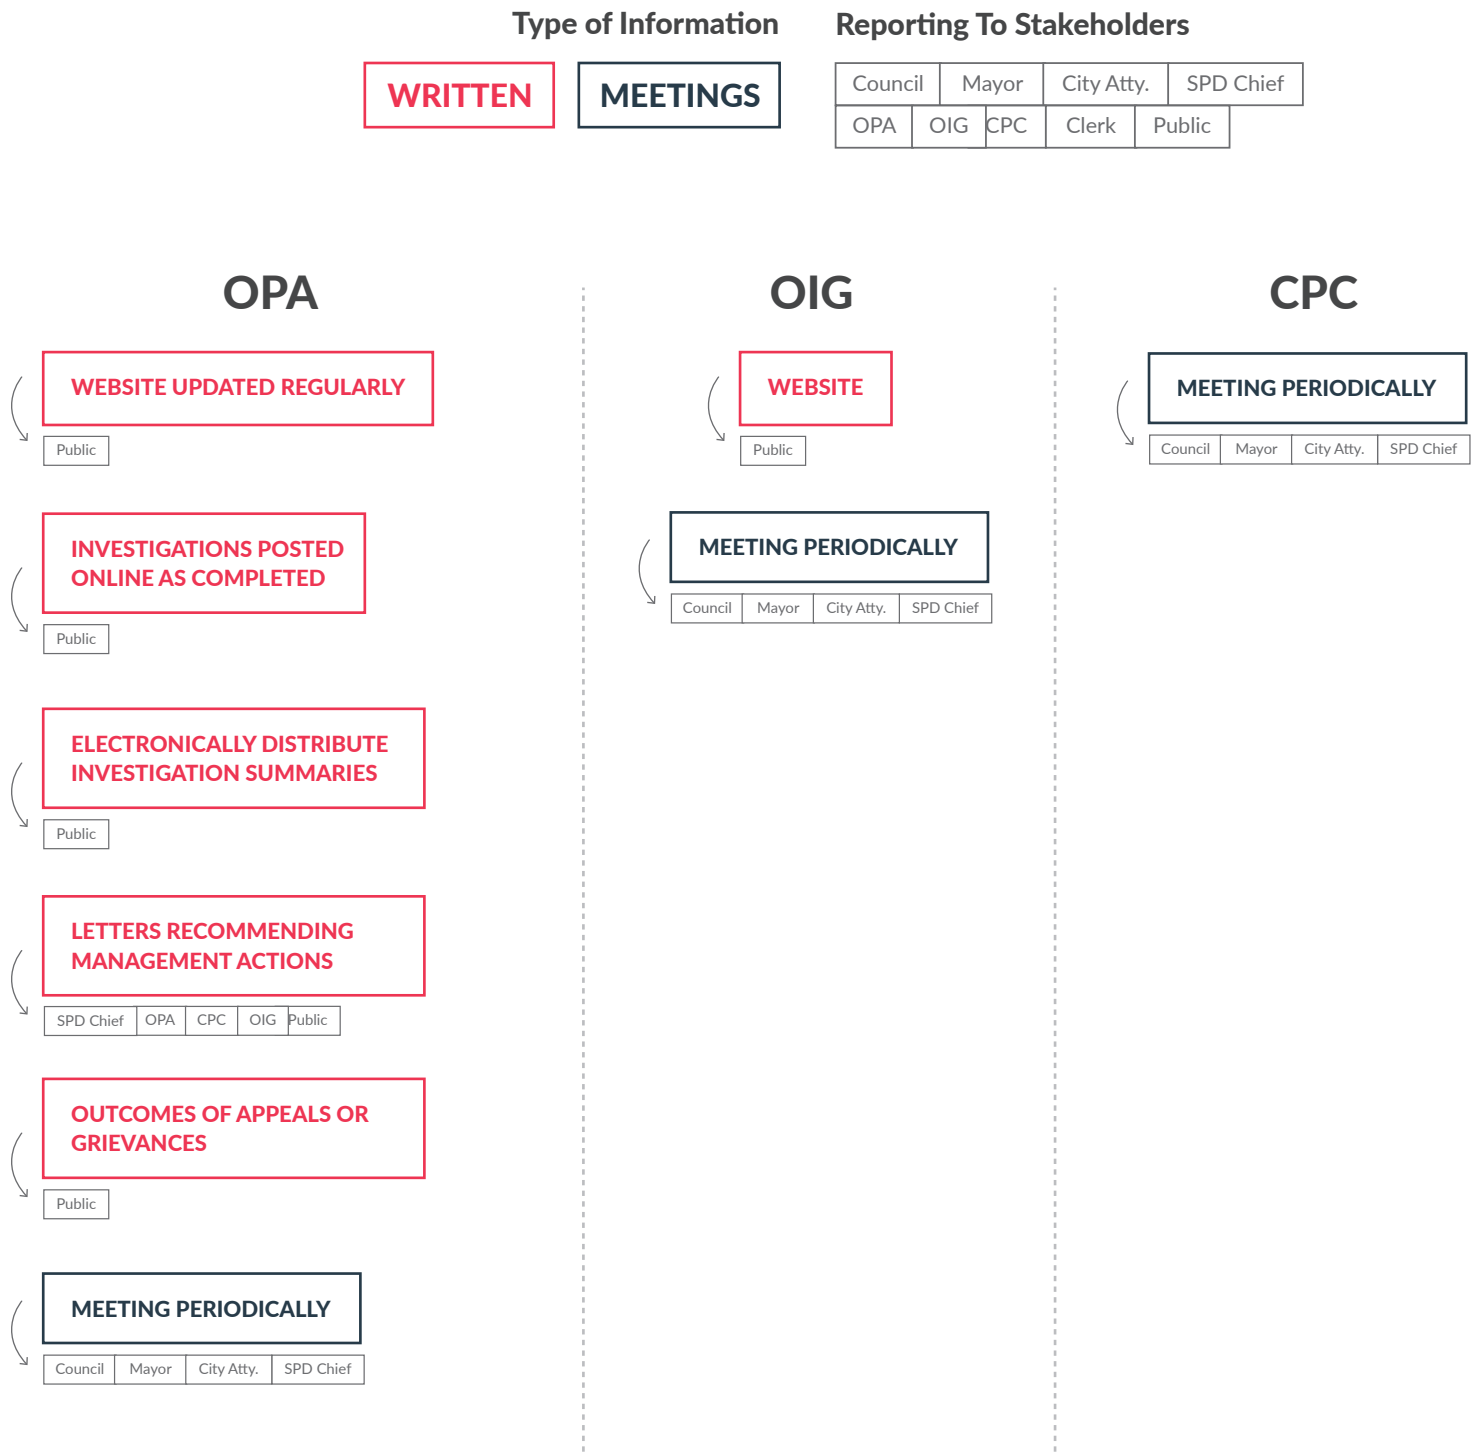 Type of Information
Reporting To Stakeholders
WRITTEN
MEETINGS
Council
Mayor
City Atty.
SPD Chief
OPA
OIG
CPC
Clerk
Public
OPA
WEBSITE UPDATED REGULARLY
Public
INVESTIGATIONS POSTED
ONLINE AS COMPLETED
Public
ELECTRONICALLY DISTRIBUTE
INVESTIGATION SUMMARIES
Public
LETTERS RECOMMENDING
MANAGEMENT ACTIONS
SPD Chief
OPA
CPC
OIG
Public
OUTCOMES OF APPEALS OR
GRIEVANCES
Public
MEETING PERIODICALLY
Council
Mayor
City Atty.
SPD Chief
OIG
WEBSITE
Public
MEETING PERIODICALLY
Council
Mayor
City Atty.
SPD Chief
CPC
MEETING PERIODICALLY
Council
Mayor
City Atty.
SPD Chief